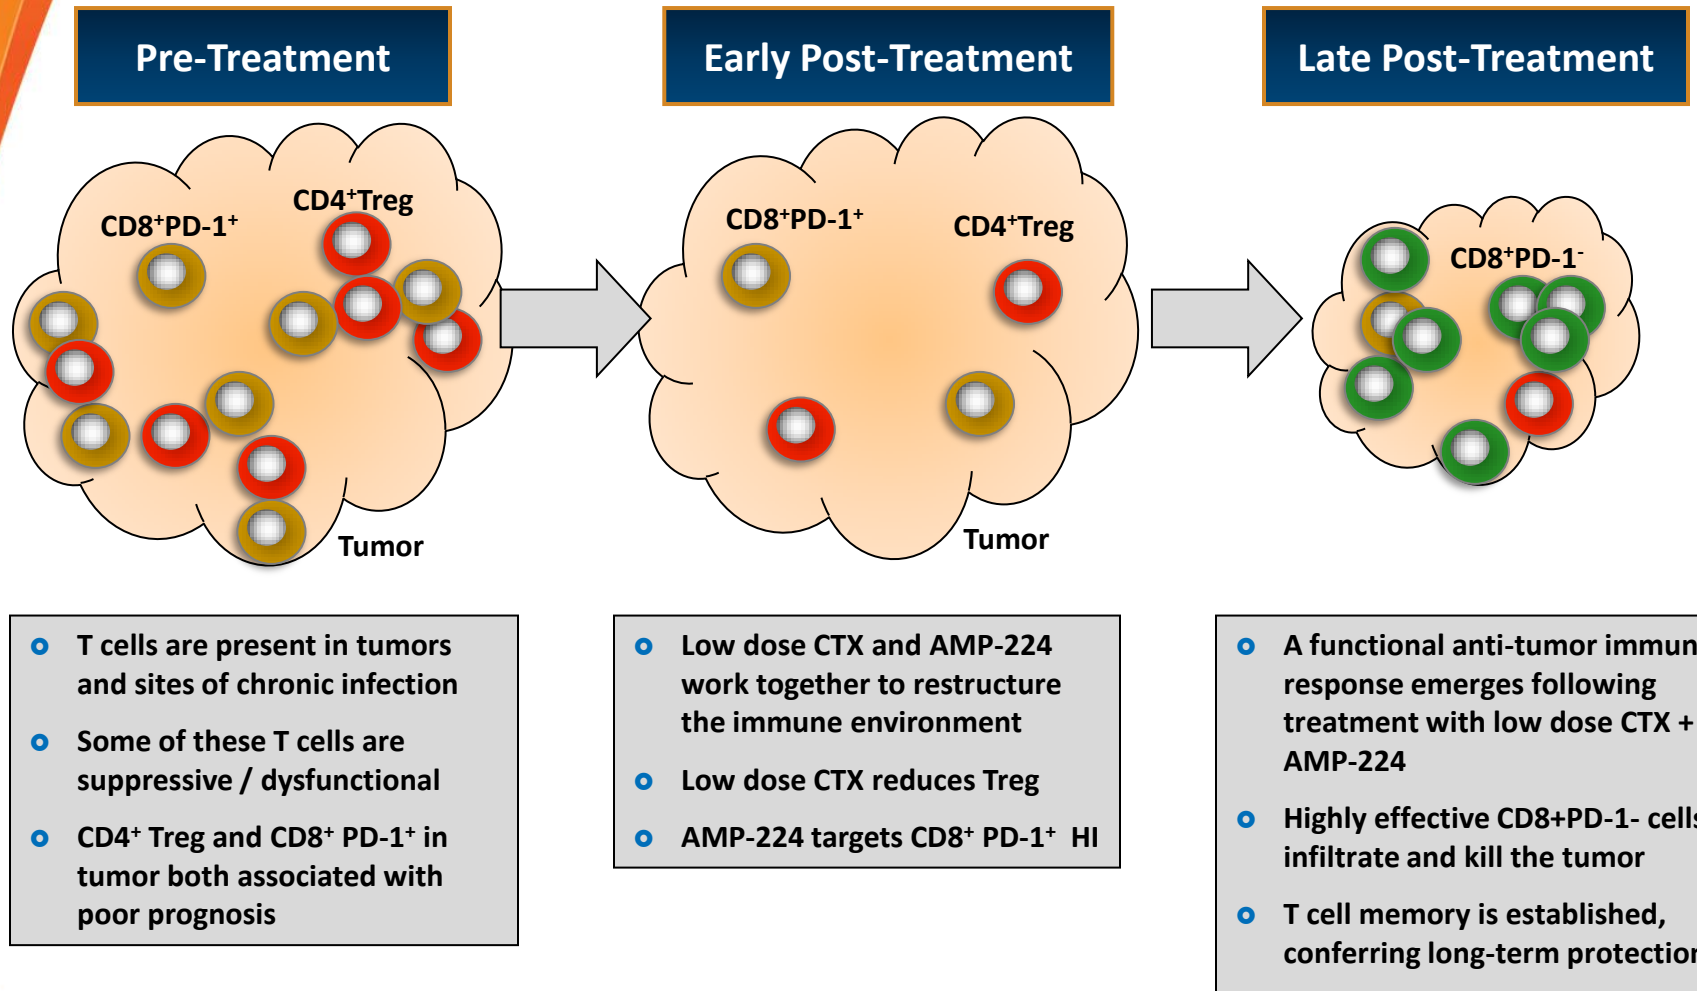 Pre-Treatment
Early Post-Treatment
Late Post-Treatment
CD8⁺PD-1⁺
CD4⁺Treg
Tumor
CD8⁺PD-1⁺
CD4⁺Treg
Tumor
CD8⁺PD-1⁻
T cells are present in tumors
and sites of chronic infection
Some of these T cells are
suppressive / dysfunctional
CD4⁺ Treg and CD8⁺ PD-1⁺ in
tumor both associated with
poor prognosis
Low dose CTX and AMP-224
work together to restructure
the immune environment
Low dose CTX reduces Treg
AMP-224 targets CD8⁺ PD-1⁺ HI
A functional anti-tumor immun
response emerges following
treatment with low dose CTX +
AMP-224
Highly effective CD8+PD-1- cells
infiltrate and kill the tumor
T cell memory is established,
conferring long-term protection